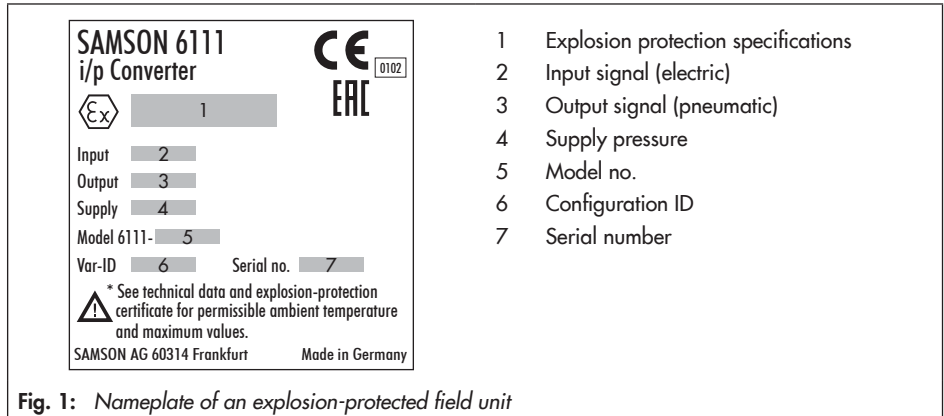 SAMSON 6111
i/p Converter
CE
0102
EAC
Ex
1
Input 2
Output 3
Supply 4
Model 6111- 5
Var-ID 6 Serial no. 7
* See technical data and explosion-protection
certificate for permissible ambient temperature
and maximum values.
SAMSON AG 60314 Frankfurt Made in Germany
1 Explosion protection specifications
2 Input signal (electric)
3 Output signal (pneumatic)
4 Supply pressure
5 Model no.
6 Configuration ID
7 Serial number
Fig. 1: Nameplate of an explosion-protected field unit